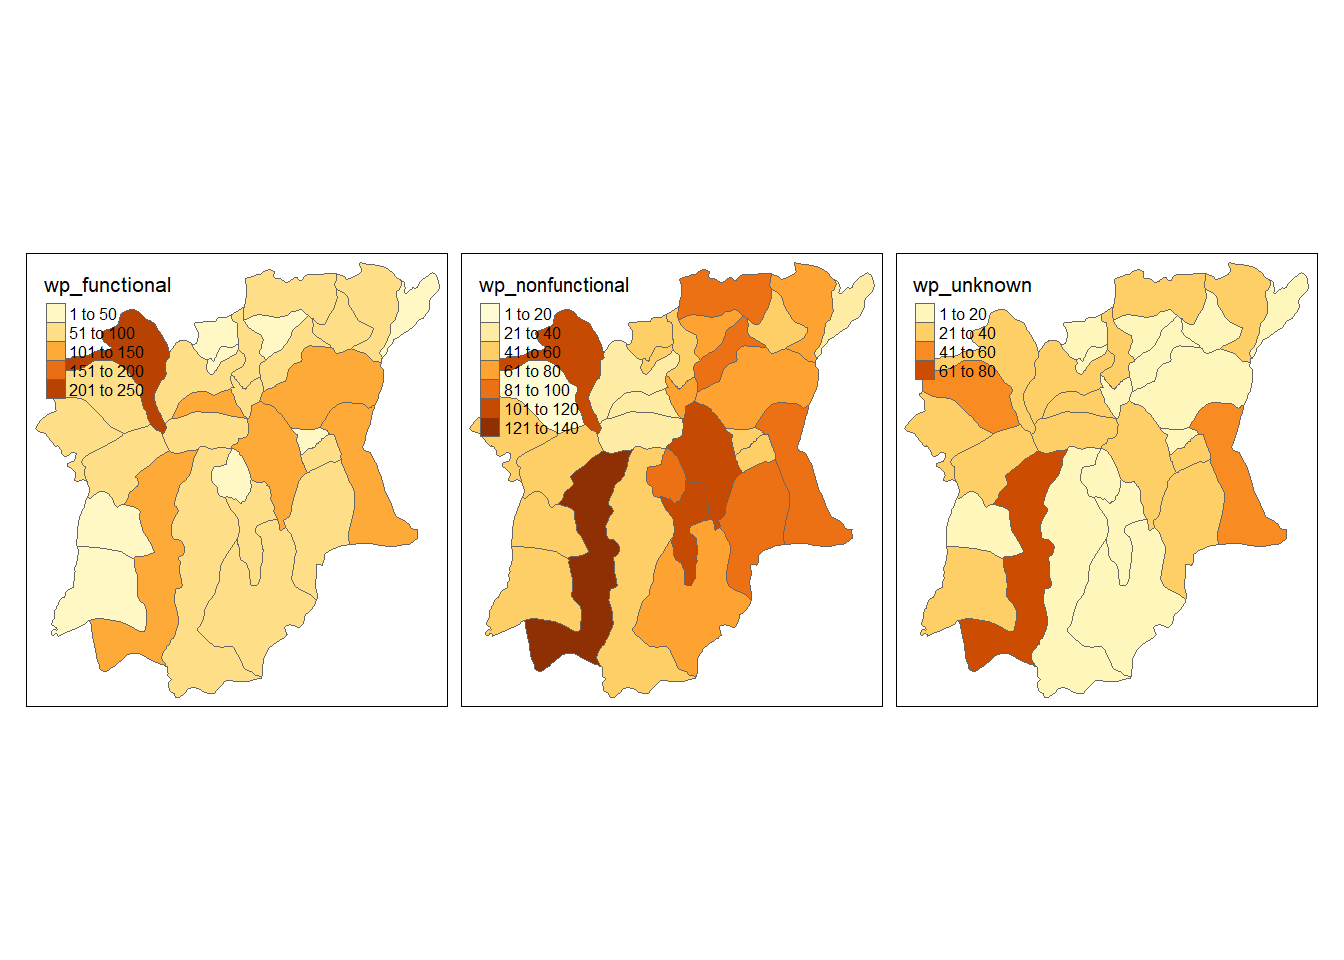 wp_functional
1 to 50
51 to 100
101 to 150
151 to 200
201 to 250
wp_nonfunctional
1 to 20
21 to 40
41 to 60
61 to 80
81 to 100
101 to 120
121 to 140
wp_unknown
1 to 20
21 to 40
41 to 60
61 to 80